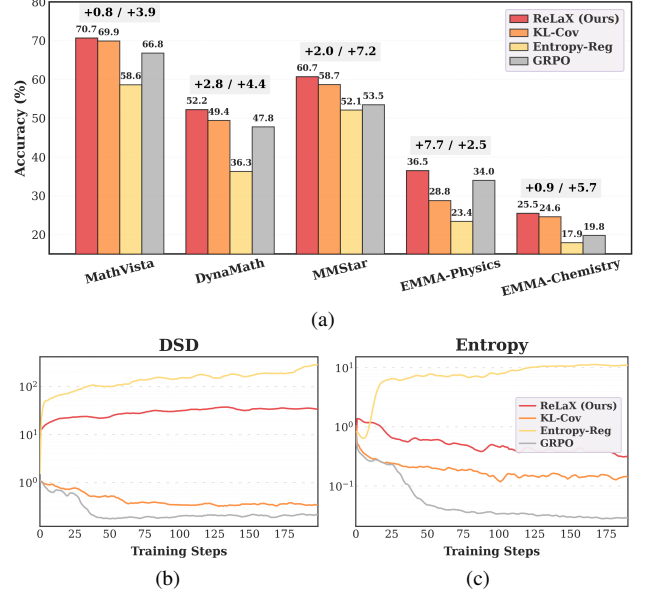 80
70
60
50
40
30
20
Accuracy (%)
+0.8 / +3.9
+2.8 / +4.4
+2.0 / +7.2
+7.7 / +2.5
+0.9 / +5.7
70.7
69.9
58.6
66.8
52.2
49.4
36.3
47.8
60.7
58.7
52.1
53.5
36.5
28.8
23.4
34.0
25.5
24.6
17.9
19.8
ReLaX (Ours)
KL-Cov
Entropy-Reg
GRPO
MathVista
DynaMath
MMStar
EMMA-Physics
EMMA-Chemistry
(a)
DSD
10²
10¹
10⁰
0 25 50 75 100 125 150 175
Training Steps
(b)
Entropy
10¹
10⁰
10⁻¹
ReLaX (Ours)
KL-Cov
Entropy-Reg
GRPO
0 25 50 75 100 125 150 175
Training Steps
(c)